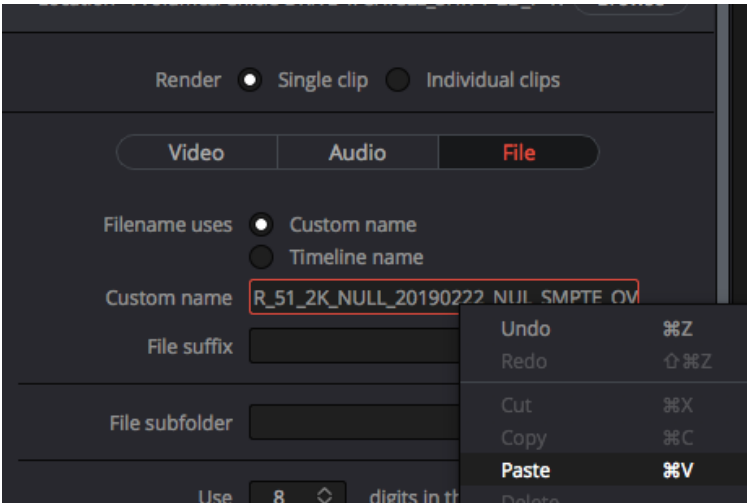 Render Single clip Individual clips
Video Audio File
Filename uses Custom name
Timeline name
Custom name R_51_2K_NULL_20190222_NUL_SMPTE_OV
File suffix
File subfolder
Use 8 digits in th
Undo ⌘Z
Redo ⇧⌘Z
Cut ⌘X
Copy ⌘C
Paste ⌘V
Delete